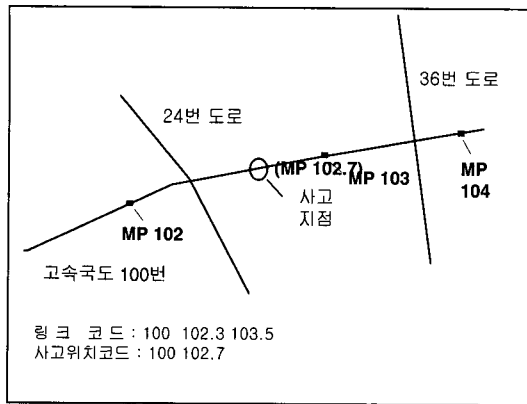 36번 도로
24번 도로
(MP 102.7)
MP 103
MP
104
사고
지점
MP 102
고속국도 100번
링 크 코 드 : 100 102.3 103.5
사고위치코드 : 100 102.7